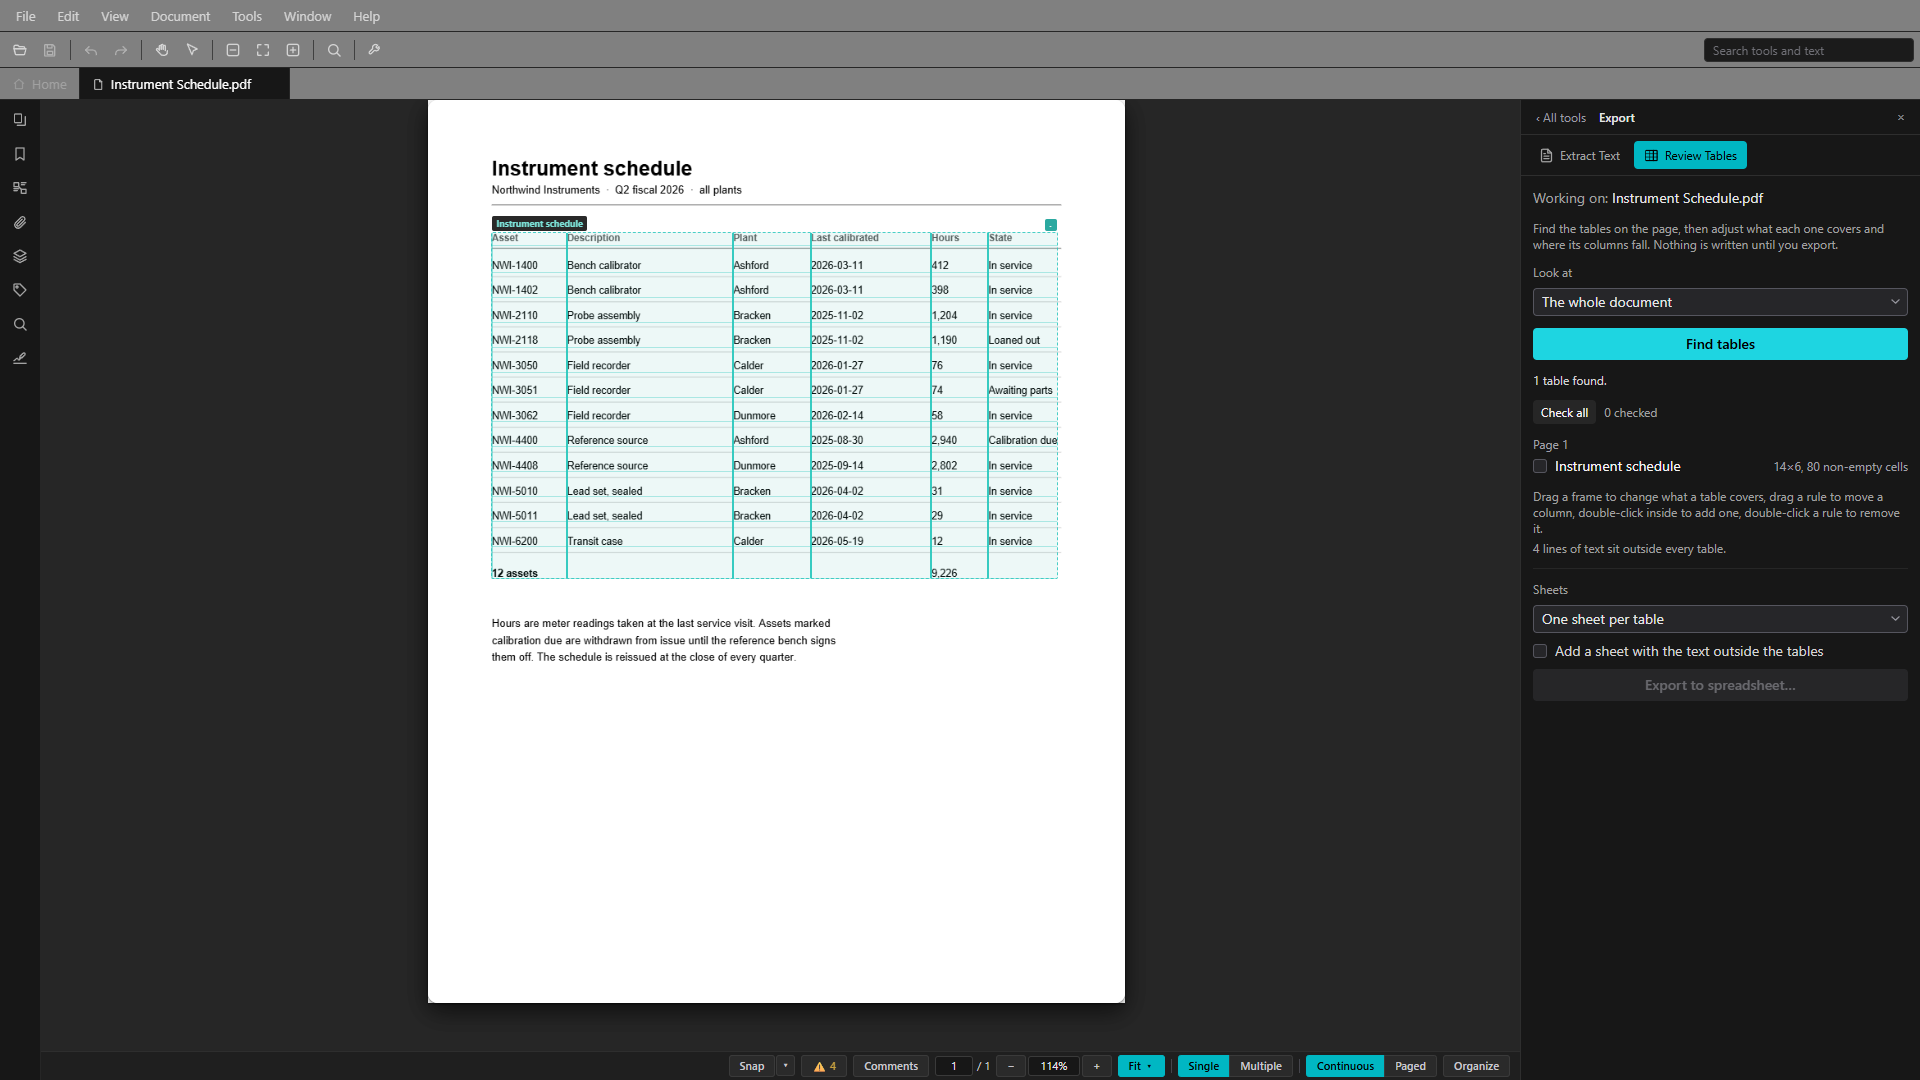 File Edit View Document Tools Window Help
Search tools and text
Home Instrument Schedule.pdf
‹ All tools Export
Extract Text Review Tables
Working on: Instrument Schedule.pdf
Find the tables on the page, then adjust what each one covers and
where its columns fall. Nothing is written until you export.
Look at
The whole document
Find tables
1 table found.
Check all 0 checked
Page 1
Instrument schedule 14×6, 80 non-empty cells
Drag a frame to change what a table covers, drag a rule to move a
column, double-click inside to add one, double-click a rule to remove
it.
4 lines of text sit outside every table.
Sheets
One sheet per table
Add a sheet with the text outside the tables
Export to spreadsheet...
Instrument schedule
Northwind Instruments · Q2 fiscal 2026 · all plants
Instrument schedule
Asset Description Plant Last calibrated Hours State
NWI-1400 Bench calibrator Ashford 2026-03-11 412 In service
NWI-1402 Bench calibrator Ashford 2026-03-11 398 In service
NWI-2110 Probe assembly Bracken 2025-11-02 1,204 In service
NWI-2118 Probe assembly Bracken 2025-11-02 1,190 Loaned out
NWI-3050 Field recorder Calder 2026-01-27 76 In service
NWI-3051 Field recorder Calder 2026-01-27 74 Awaiting parts
NWI-3062 Field recorder Dunmore 2026-02-14 58 In service
NWI-4400 Reference source Ashford 2025-08-30 2,940 Calibration due
NWI-4408 Reference source Dunmore 2025-09-14 2,802 In service
NWI-5010 Lead set, sealed Bracken 2026-04-02 31 In service
NWI-5011 Lead set, sealed Bracken 2026-04-02 29 In service
NWI-6200 Transit case Calder 2026-05-19 12 In service
12 assets 9,226
Hours are meter readings taken at the last service visit. Assets marked
calibration due are withdrawn from issue until the reference bench signs
them off. The schedule is reissued at the close of every quarter.
Snap 4 Comments 1 / 1 − 114% + Fit Single Multiple Continuous Paged Organize